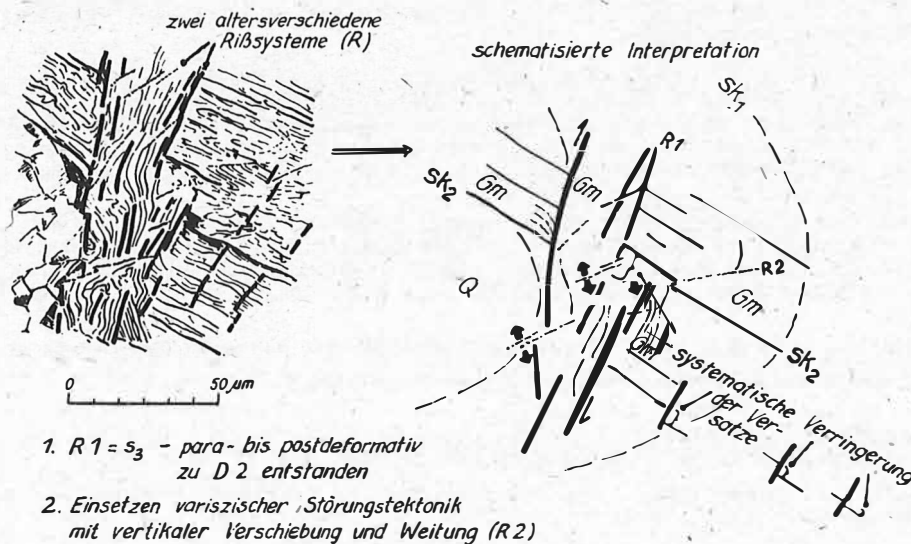 zwei altersverschiedene
Rißsysteme (R)
schematisierte Interpretation
Sk₁
R1
Sk₂
Gm
Gm
R2
Q
Gm
Gm
Sk₂
systematische Verringerung
der Ver-
sätze
0 50 µm
1. R1 = s₃ - para- bis postdeformativ
zu D2 entstanden
2. Einsetzen variszischer Störungstektonik
mit vertikaler Verschiebung und Weitung (R2)